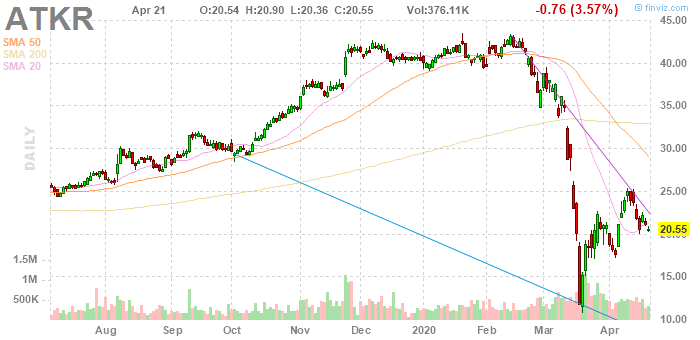 ATKR
Apr 21 O:20.54 H:20.90 L:20.36 C:20.55 Vol:376.11K -0.76 (3.57%)
© finviz.com
SMA 50
SMA 200
SMA 20
DAILY
45.00
40.00
35.00
30.00
25.00
20.55
20.00
10.00
1.5M
1M
500K
Aug Sep Oct Nov Dec 2020 Feb Mar Apr